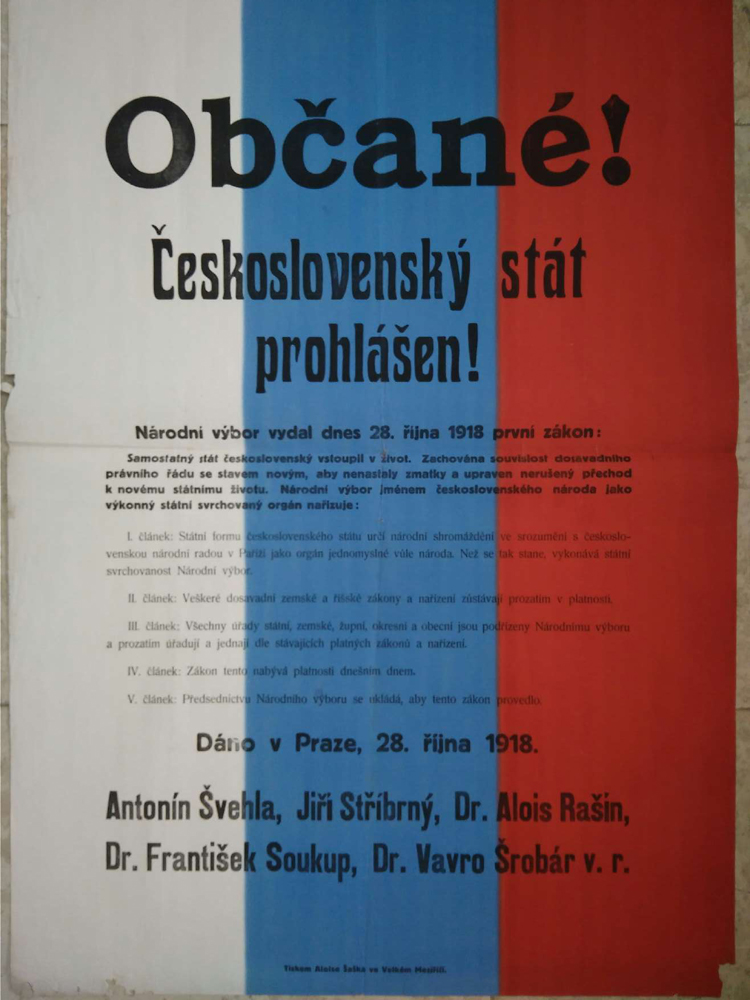 Občané!
Československý stát
prohlášen!
Národní výbor vydal dnes 28. října 1918 první zákon:
Samostatný stát československý vstoupil v život. Zachována souvislost dosavadního
právního řádu se stavem novým, aby nenastaly zmatky a upraven nerušený přechod
k novému státnímu životu. Národní výbor jménem československého národa jako
výkonný státní svrchovaný orgán nařizuje:
I. článek: Státní formu československého státu určí národní shromáždění ve srozumění s českoslo-
venskou národní radou v Paříži jako orgán jednomyslné vůle národa. Než se tak stane, vykonává státní
svrchovanost Národní výbor.
II. článek: Veškeré dosavadní zemské a říšské zákony a nařízení zůstávají prozatím v platnosti.
III. článek: Všechny úřady státní, zemské, župní, okresní a obecní jsou podřízeny Národnímu výboru
a prozatím úřadují a jednají dle stávajících platných zákonů a nařízení.
IV. článek: Zákon tento nabývá platnosti dnešním dnem.
V. článek: Předsednictvu Národního výboru se ukládá, aby tento zákon provedlo.
Dáno v Praze, 28. října 1918.
Antonín Švehla, Jiří Stříbrný, Dr. Alois Rašín,
Dr. František Soukup, Dr. Vavro Šrobár v. r.
Tiskem Aloise Šaška ve Velkém Meziříčí.